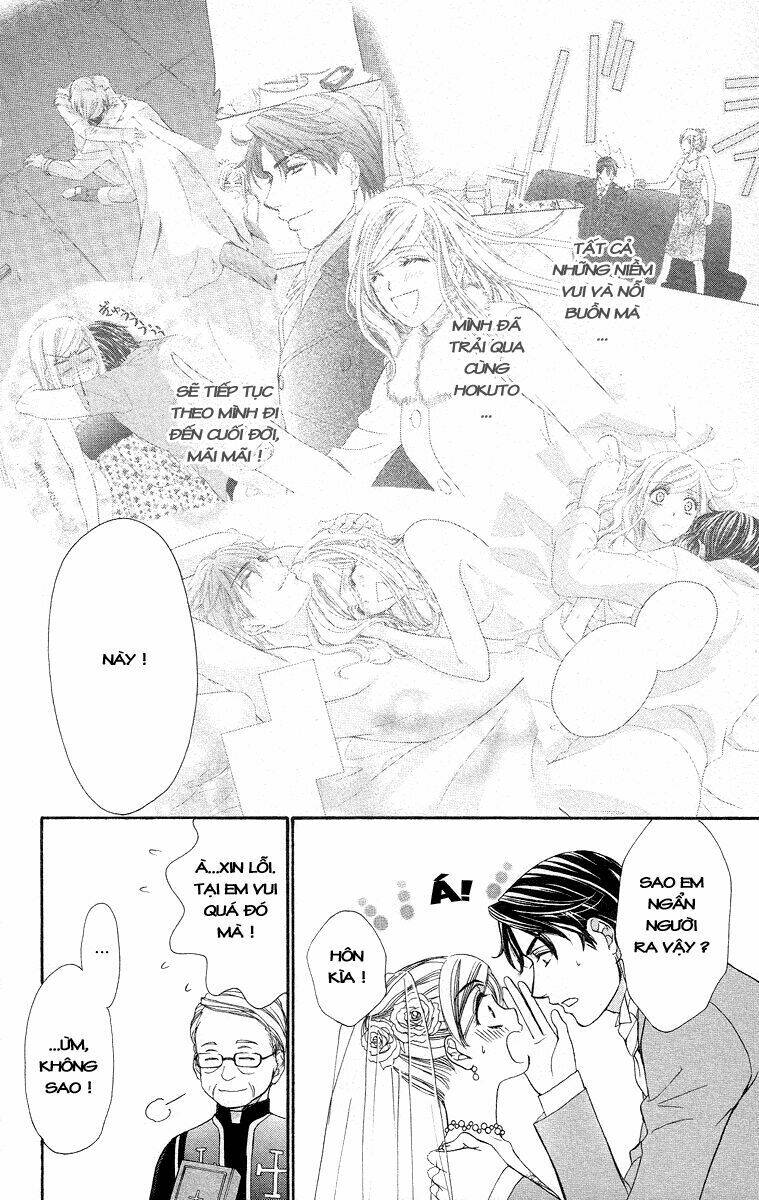 TẤT CẢ
NHỮNG NIỀM
VUI VÀ NỖI
BUỒN MÀ
...
MÌNH ĐÃ
TRẢI QUA
CÙNG
HOKUTO
...
SẼ TIẾP TỤC
THEO MÌNH ĐI
ĐẾN CUỐI ĐỜI,
MÃI MÃI !
NÀY !
SAO EM
NGẨN
NGƯỜI
RA VẬY ?
Á!
HÔN
KÌA !
À...XIN LỖI.
TẠI EM VUI
QUÁ ĐÓ
MÀ !
...
...ỪM,
KHÔNG
SAO !